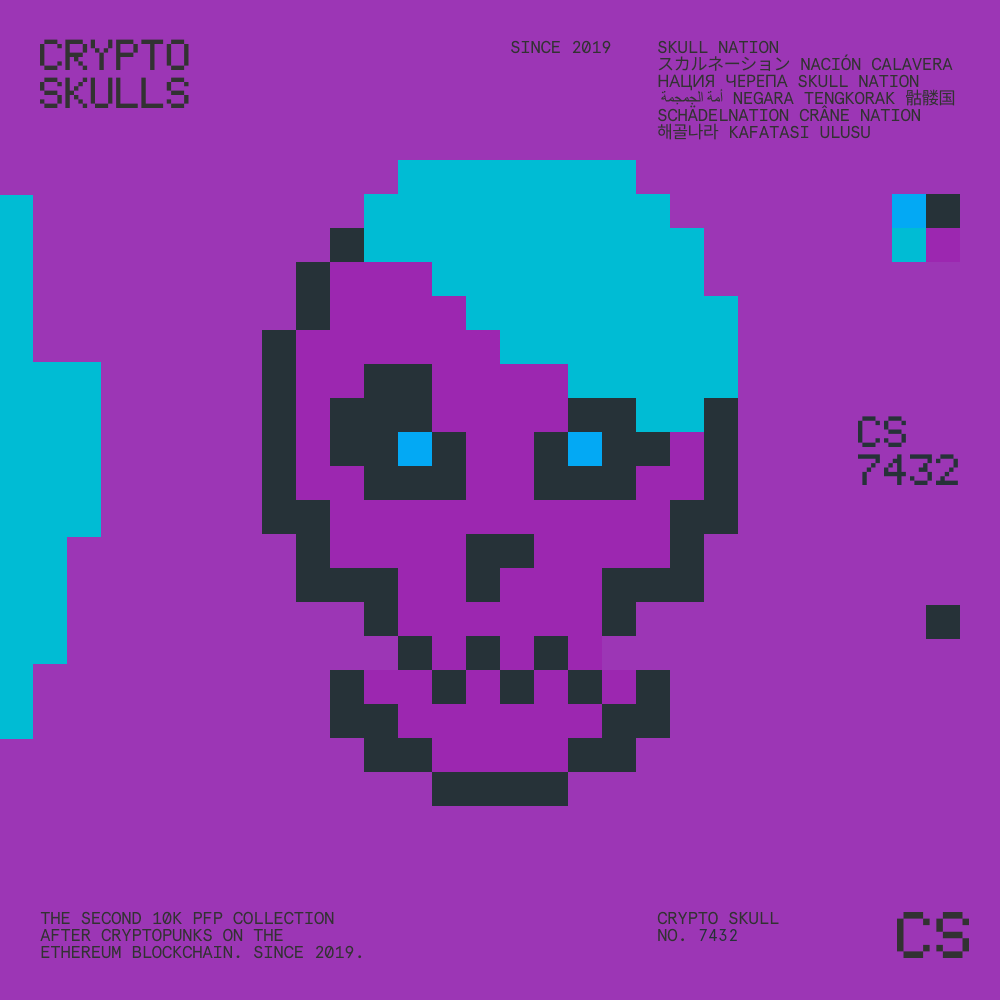 CRYPTO
SKULLS
SINCE 2019
SKULL NATION
スカルネーション NACIÓN CALAVERA
НАЦИЯ ЧЕРЕПА SKULL NATION
أمة الجمجمة NEGARA TENGKORAK 骷髅国
SCHÄDELNATION CRÂNE NATION
해골나라 KAFATASI ULUSU
CS
7432
THE SECOND 10K PFP COLLECTION
AFTER CRYPTOPUNKS ON THE
ETHEREUM BLOCKCHAIN. SINCE 2019.
CRYPTO SKULL
NO. 7432
CS